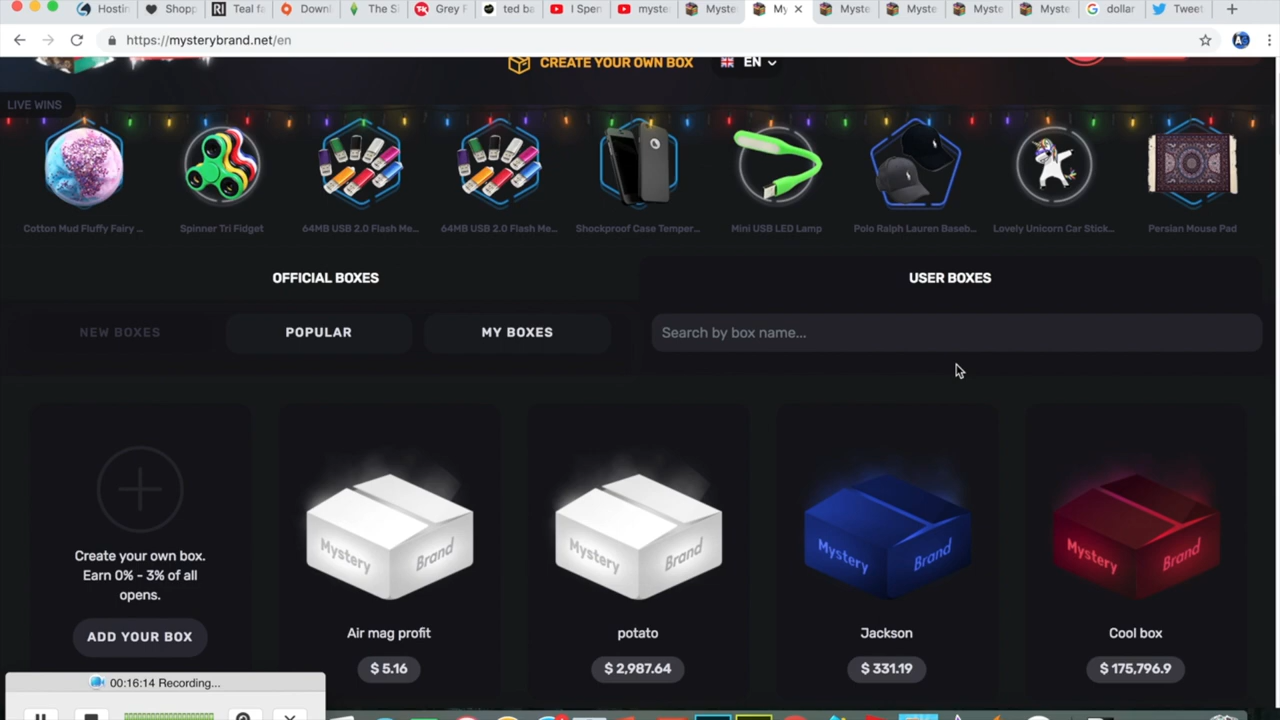 Hostin
Shopp
Teal fa
Downl
The Si
Grey F
ted ba
I Spen
myste
Myste
My
Myste
Myste
Myste
Myste
dollar
Tweet
https://mysterybrand.net/en
CREATE YOUR OWN BOX
EN
LIVE WINS
Cotton Mud Fluffy Fairy ...
Spinner Tri Fidget
64MB USB 2.0 Flash Me...
64MB USB 2.0 Flash Me...
Shockproof Case Temper...
Mini USB LED Lamp
Polo Ralph Lauren Baseb...
Lovely Unicorn Car Stick...
Persian Mouse Pad
OFFICIAL BOXES
USER BOXES
NEW BOXES
POPULAR
MY BOXES
Search by box name...
Create your own box.
Earn 0% - 3% of all
opens.
ADD YOUR BOX
Mystery Brand
Air mag profit
$ 5.16
Mystery Brand
potato
$ 2,987.64
Mystery Brand
Jackson
$ 331.19
Mystery Brand
Cool box
$ 175,796.9
00:16:14 Recording...